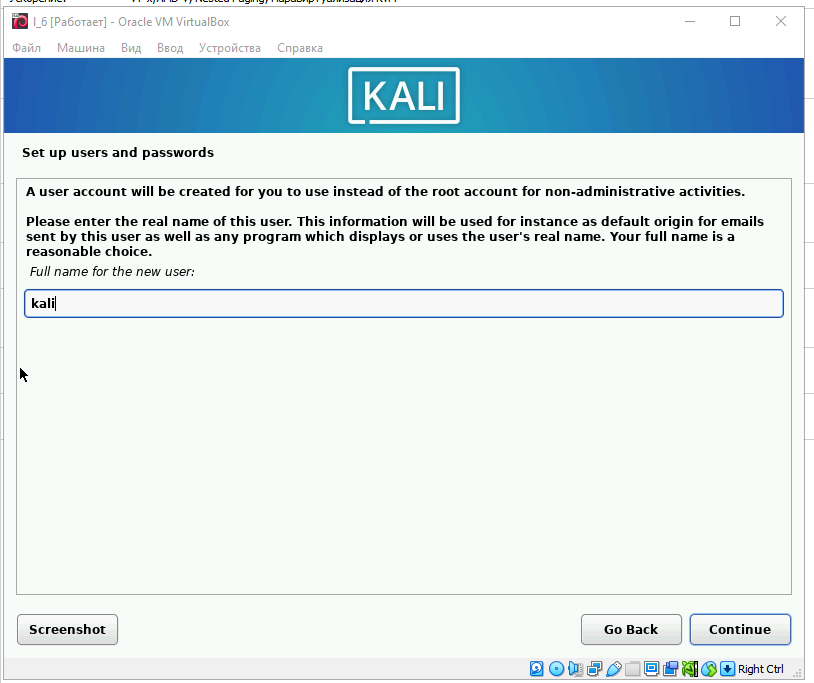 l_6 [Работает] - Oracle VM VirtualBox
Файл Машина Вид Ввод Устройства Справка
KALI
Set up users and passwords
A user account will be created for you to use instead of the root account for non-administrative activities.
Please enter the real name of this user. This information will be used for instance as default origin for emails
sent by this user as well as any program which displays or uses the user's real name. Your full name is a
reasonable choice.
Full name for the new user:
kali
Screenshot Go Back Continue
Right Ctrl